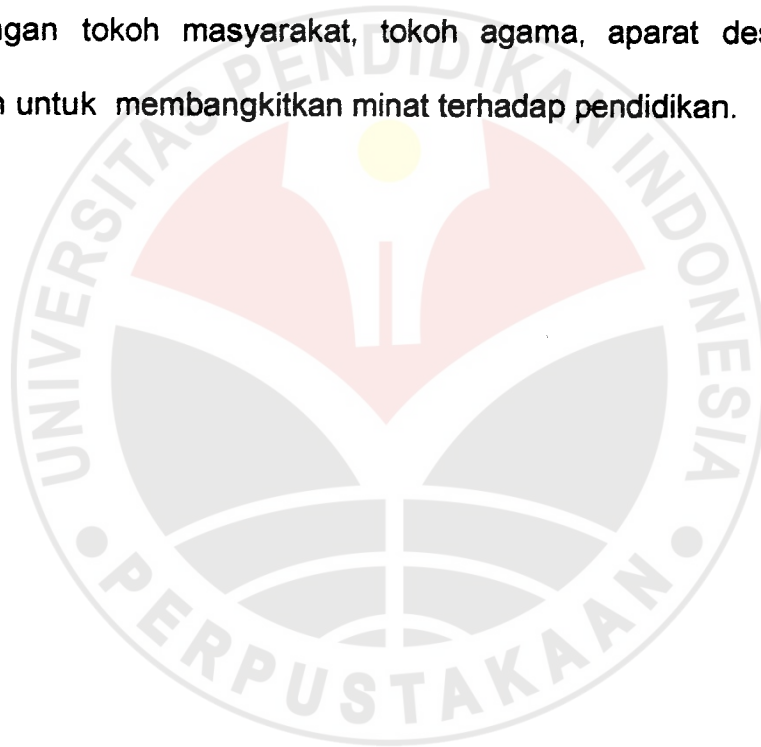 ngan tokoh masyarakat, tokoh agama, aparat des
untuk membangkitkan minat terhadap pendidikan.
UNIVERSITAS PENDIDIKAN INDONESIA
PERPUSTAKAAN